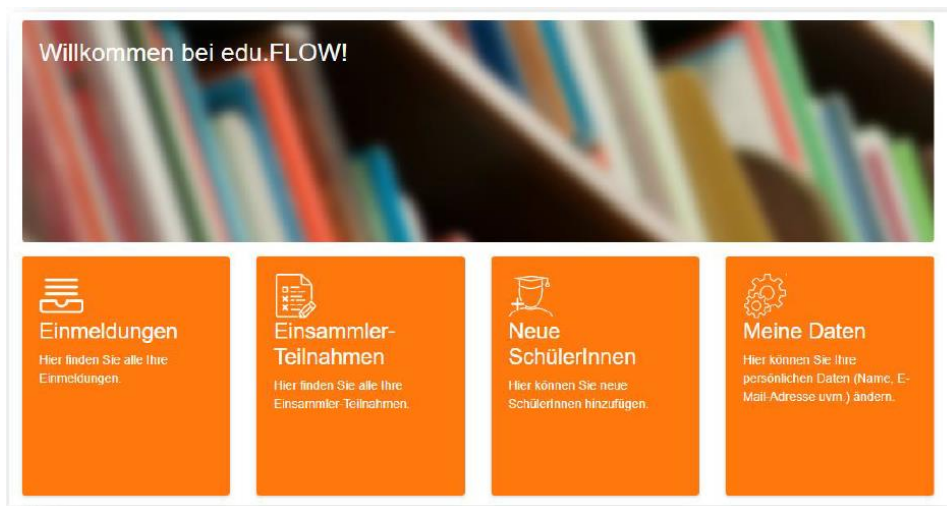 Willkommen bei edu.FLOW!
Einmeldungen
Hier finden Sie alle Ihre
Einmeldungen.
Einsammler-
Teilnahmen
Hier finden Sie alle Ihre
Einsammler-Teilnahmen.
Neue
SchülerInnen
Hier können Sie neue
SchülerInnen hinzufügen.
Meine Daten
Hier können Sie Ihre
persönlichen Daten (Name, E-
Mail-Adresse uvm.) ändern.